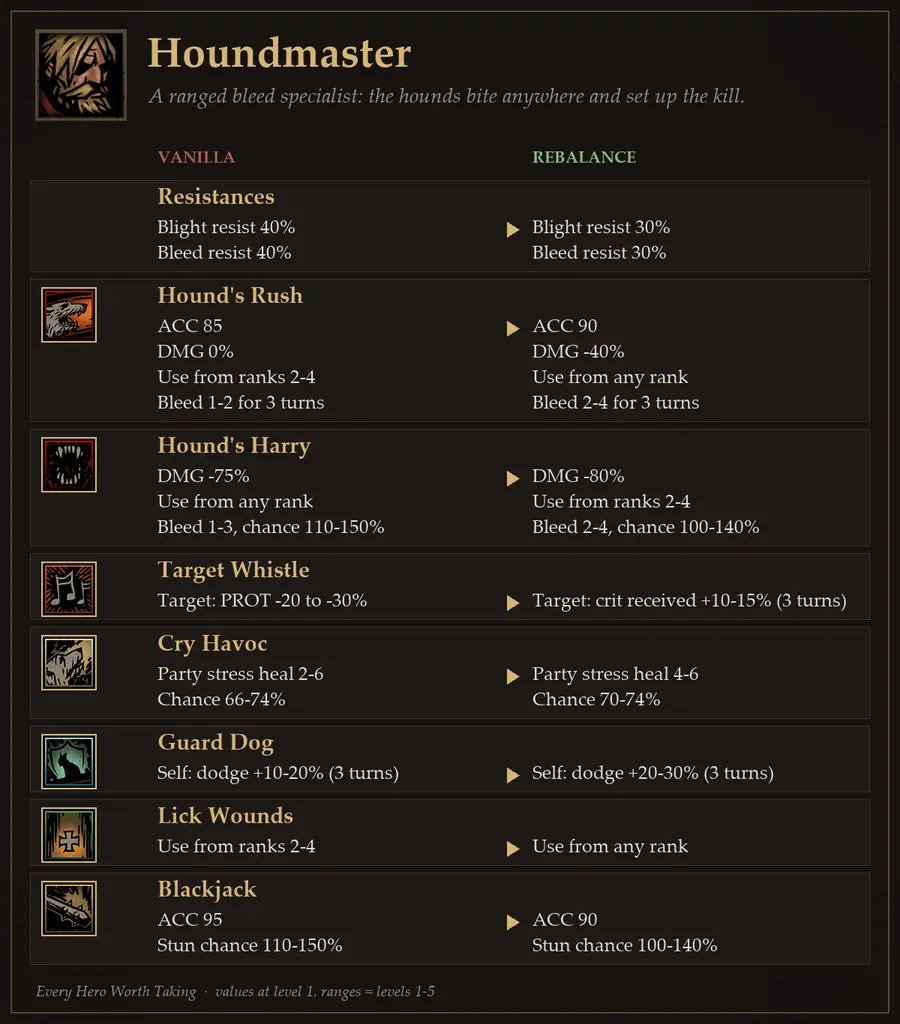 Houndmaster
A ranged bleed specialist: the hounds bite anywhere and set up the kill.
VANILLA REBALANCE
Resistances
Blight resist 40% Blight resist 30%
Bleed resist 40% Bleed resist 30%
Hound's Rush
ACC 85 ACC 90
DMG 0% DMG -40%
Use from ranks 2-4 Use from any rank
Bleed 1-2 for 3 turns Bleed 2-4 for 3 turns
Hound's Harry
DMG -75% DMG -80%
Use from any rank Use from ranks 2-4
Bleed 1-3, chance 110-150% Bleed 2-4, chance 100-140%
Target Whistle
Target: PROT -20 to -30% Target: crit received +10-15% (3 turns)
Cry Havoc
Party stress heal 2-6 Party stress heal 4-6
Chance 66-74% Chance 70-74%
Guard Dog
Self: dodge +10-20% (3 turns) Self: dodge +20-30% (3 turns)
Lick Wounds
Use from ranks 2-4 Use from any rank
Blackjack
ACC 95 ACC 90
Stun chance 110-150% Stun chance 100-140%
Every Hero Worth Taking · values at level 1, ranges = levels 1-5